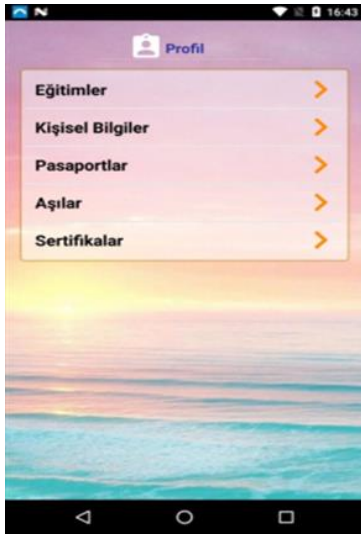 16:43
Profil
Eğitimler
Kişisel Bilgiler
Pasaportlar
Aşılar
Sertifikalar